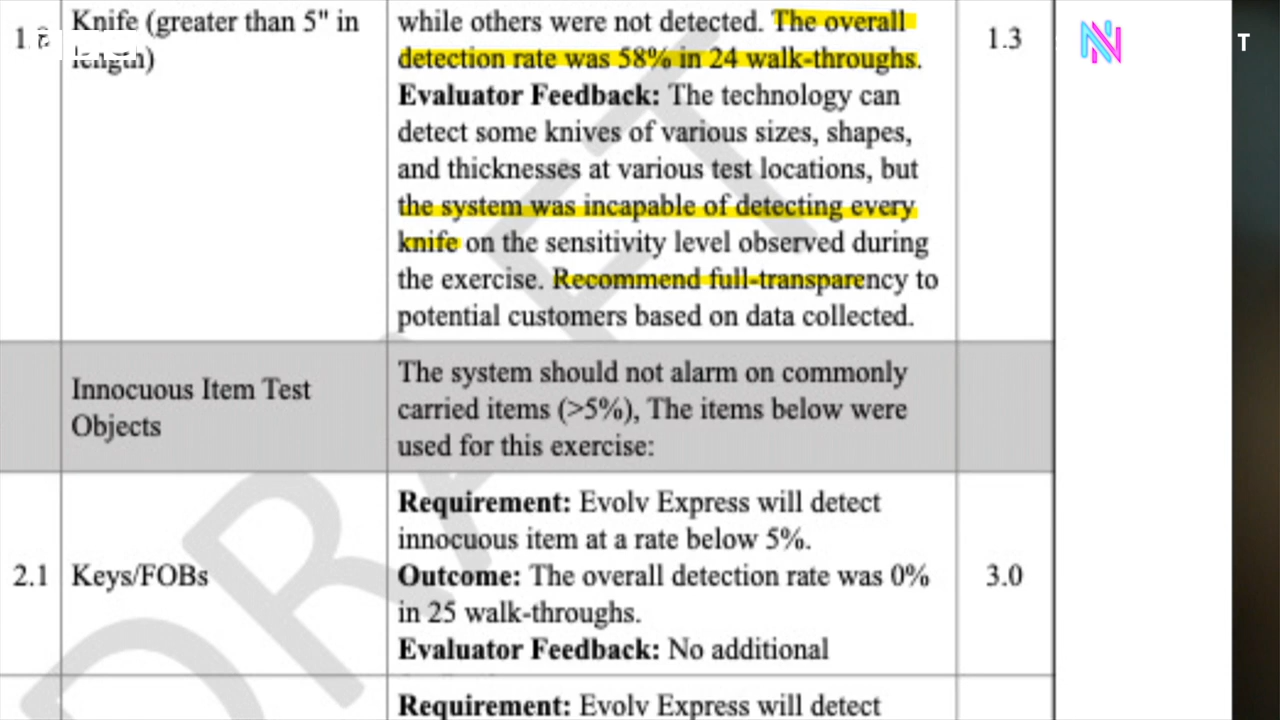 Knife (greater than 5" in
length)
while others were not detected. The overall
detection rate was 58% in 24 walk-throughs.
Evaluator Feedback: The technology can
detect some knives of various sizes, shapes,
and thicknesses at various test locations, but
the system was incapable of detecting every
knife on the sensitivity level observed during
the exercise. Recommend full-transparency to
potential customers based on data collected.
1.3
Innocuous Item Test
Objects
The system should not alarm on commonly
carried items (>5%), The items below were
used for this exercise:
2.1
Keys/FOBs
Requirement: Evolv Express will detect
innocuous item at a rate below 5%.
Outcome: The overall detection rate was 0%
in 25 walk-throughs.
Evaluator Feedback: No additional
3.0
Requirement: Evolv Express will detect
DRAFT
N
T